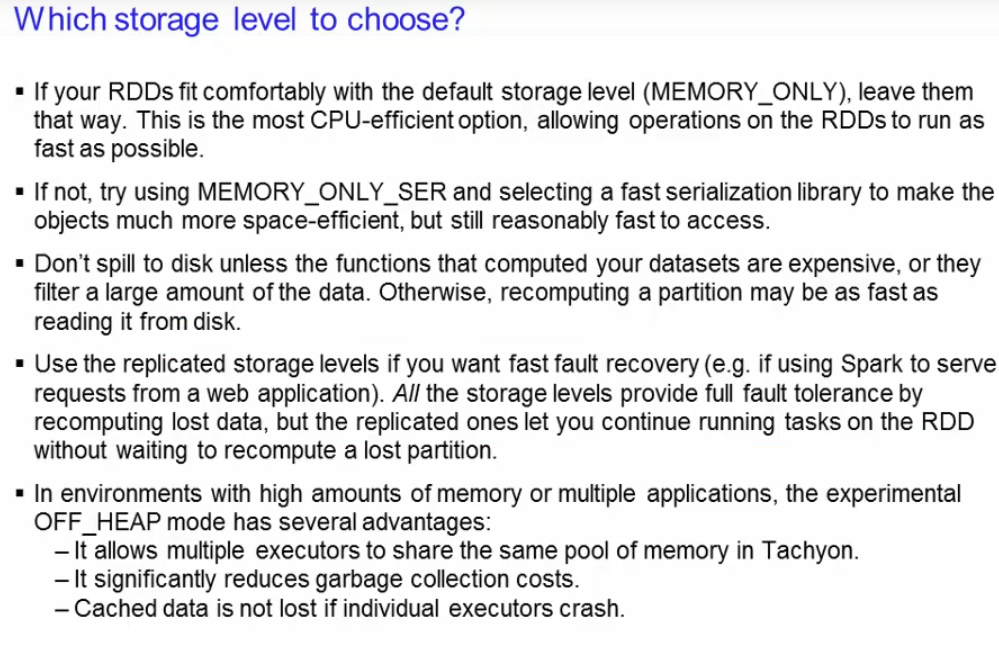 Which storage level to choose?
▪ If your RDDs fit comfortably with the default storage level (MEMORY_ONLY), leave them
that way. This is the most CPU-efficient option, allowing operations on the RDDs to run as
fast as possible.
▪ If not, try using MEMORY_ONLY_SER and selecting a fast serialization library to make the
objects much more space-efficient, but still reasonably fast to access.
▪ Don't spill to disk unless the functions that computed your datasets are expensive, or they
filter a large amount of the data. Otherwise, recomputing a partition may be as fast as
reading it from disk.
▪ Use the replicated storage levels if you want fast fault recovery (e.g. if using Spark to serve
requests from a web application). All the storage levels provide full fault tolerance by
recomputing lost data, but the replicated ones let you continue running tasks on the RDD
without waiting to recompute a lost partition.
▪ In environments with high amounts of memory or multiple applications, the experimental
OFF_HEAP mode has several advantages:
– It allows multiple executors to share the same pool of memory in Tachyon.
– It significantly reduces garbage collection costs.
– Cached data is not lost if individual executors crash.